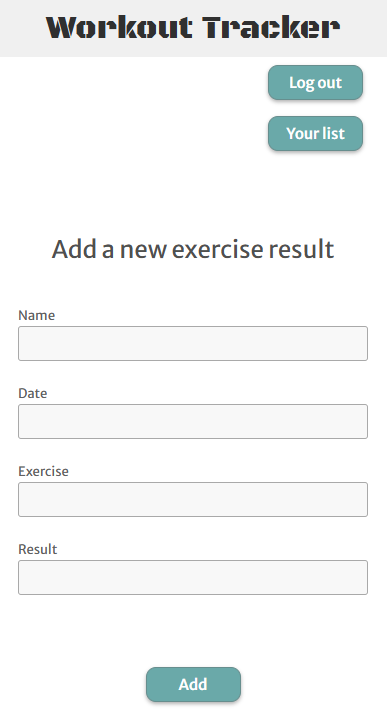 Workout Tracker
Log out
Your list
Add a new exercise result
Name
Date
Exercise
Result
Add